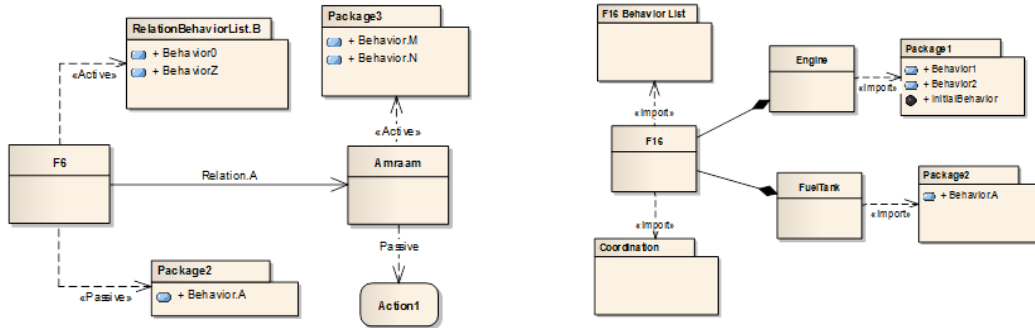 RelationBehaviorList.B
+ Behavior0
+ BehaviorZ
«Active»
Package3
+ Behavior.M
+ Behavior.N
«Active»
F6
Relation.A
Amraam
Passive
Action1
«Passive»
Package2
+ Behavior.A
F16 Behavior List
«Import»
F16
«Import»
Coordination
Engine
«Import»
Package1
+ Behavior1
+ Behavior2
+ InitialBehavior
FuelTank
«Import»
Package2
+ Behavior.A